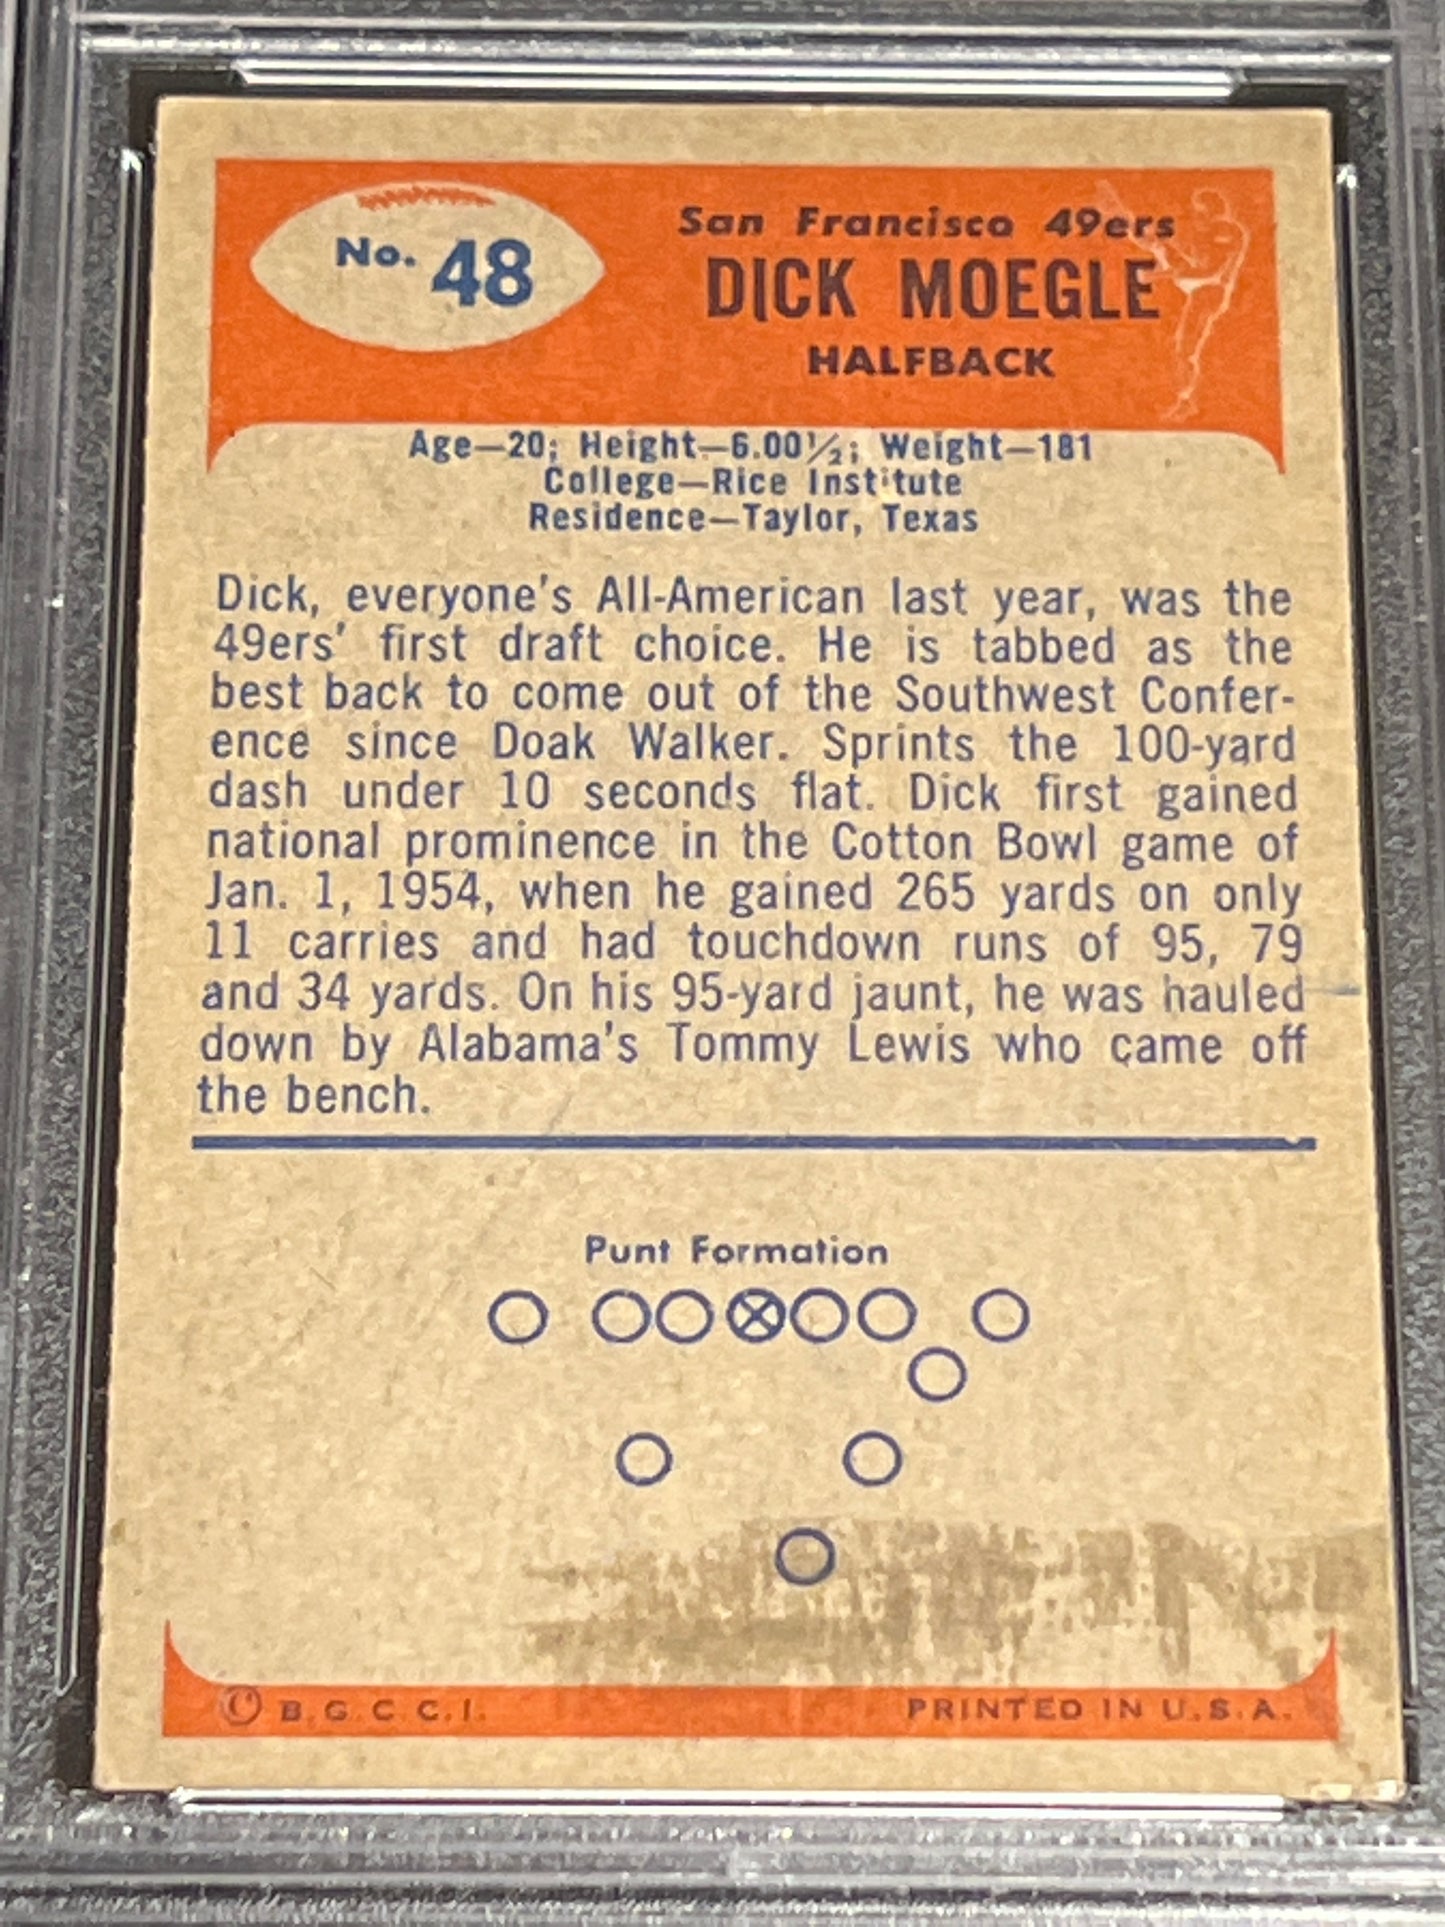 No. 48
San Francisco 49ers
DICK MOEGLE
HALFBACK
Age—20; Height—6.00½; Weight—181
College—Rice Institute
Residence—Taylor, Texas
Dick, everyone's All-American last year, was the
49ers' first draft choice. He is tabbed as the
best back to come out of the Southwest Confer-
ence since Doak Walker. Sprints the 100-yard
dash under 10 seconds flat. Dick first gained
national prominence in the Cotton Bowl game of
Jan. 1, 1954, when he gained 265 yards on only
11 carries and had touchdown runs of 95, 79
and 34 yards. On his 95-yard jaunt, he was hauled
down by Alabama's Tommy Lewis who came off
the bench.
Punt Formation
© B.G.C.C.I. PRINTED IN U.S.A.